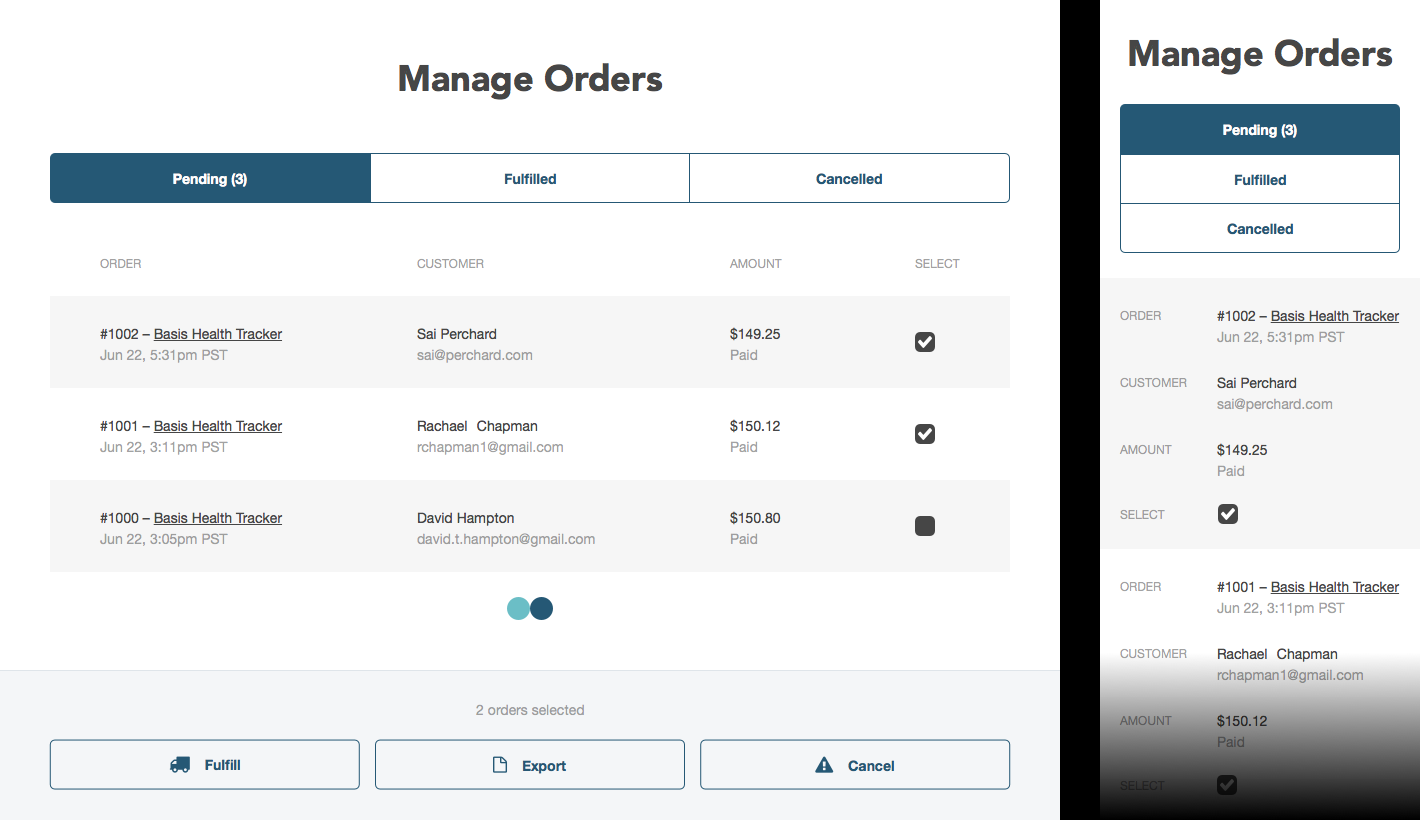 Manage Orders
Pending (3)
Fulfilled
Cancelled
ORDER
CUSTOMER
AMOUNT
SELECT
#1002 – Basis Health Tracker
Jun 22, 5:31pm PST
Sai Perchard
sai@perchard.com
$149.25
Paid
#1001 – Basis Health Tracker
Jun 22, 3:11pm PST
Rachael Chapman
rchapman1@gmail.com
$150.12
Paid
#1000 – Basis Health Tracker
Jun 22, 3:05pm PST
David Hampton
david.t.hampton@gmail.com
$150.80
Paid
2 orders selected
Fulfill
Export
Cancel
Manage Orders
Pending (3)
Fulfilled
Cancelled
ORDER
#1002 – Basis Health Tracker
Jun 22, 5:31pm PST
CUSTOMER
Sai Perchard
sai@perchard.com
AMOUNT
$149.25
Paid
SELECT
ORDER
#1001 – Basis Health Tracker
Jun 22, 3:11pm PST
CUSTOMER
Rachael Chapman
rchapman1@gmail.com
AMOUNT
$150.12
Paid
SELECT